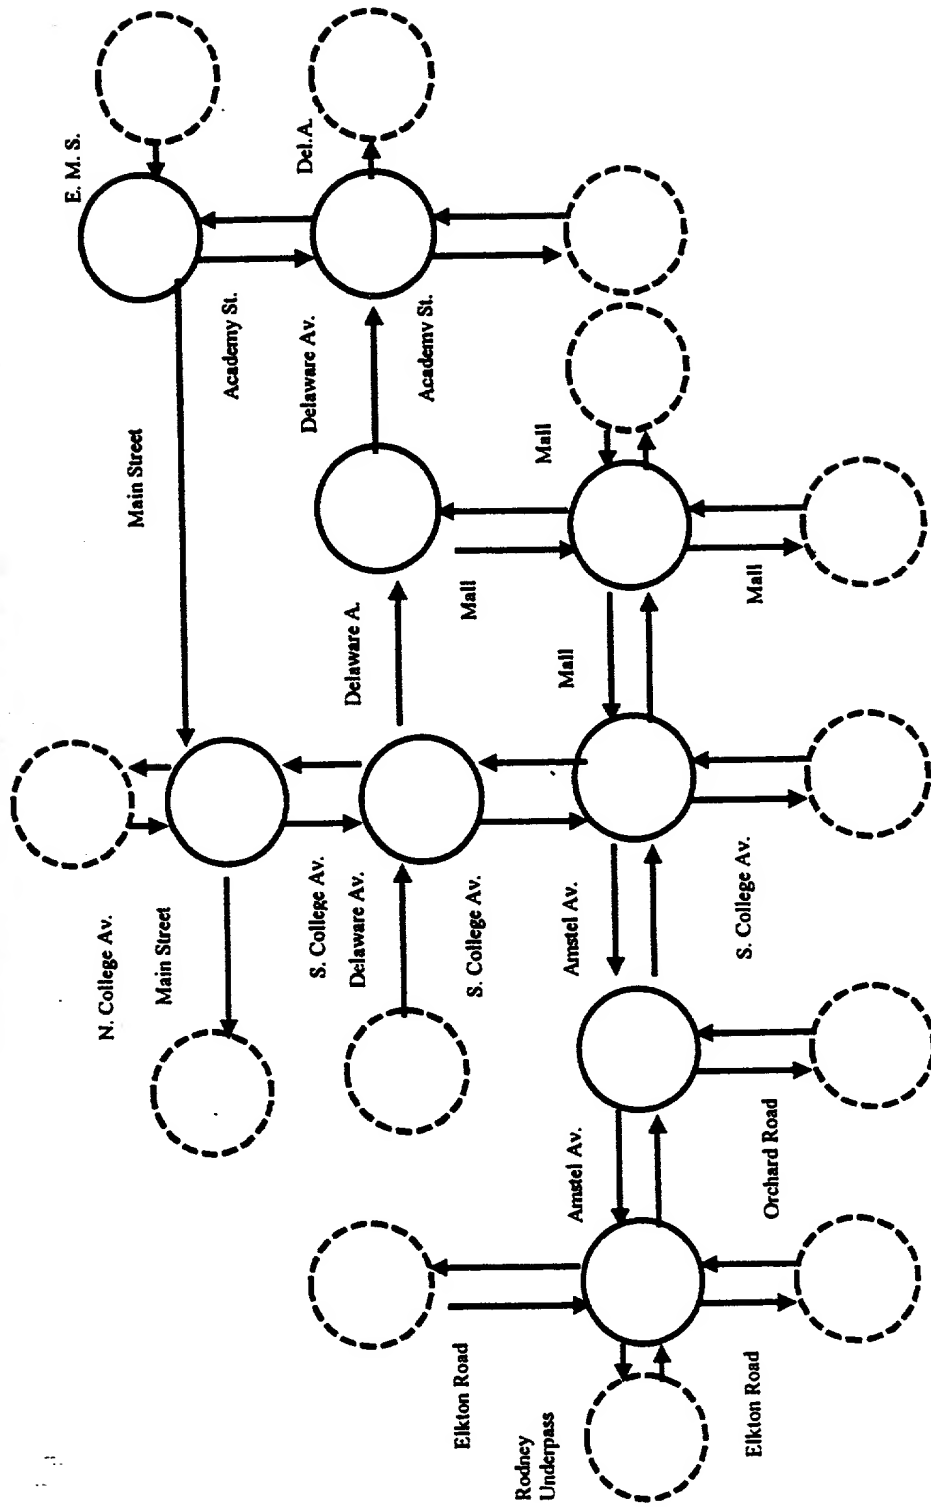 E. M. S.
Del.A.
Main Street
Academy St.
Delaware Av.
Academy St.
Mall
N. College Av.
Main Street
S. College Av.
Delaware Av.
S. College Av.
Delaware A.
Mall
Mall
Mall
Amstel Av.
S. College Av.
Elkton Road
Rodney
Underpass
Amstel Av.
Orchard Road
Elkton Road